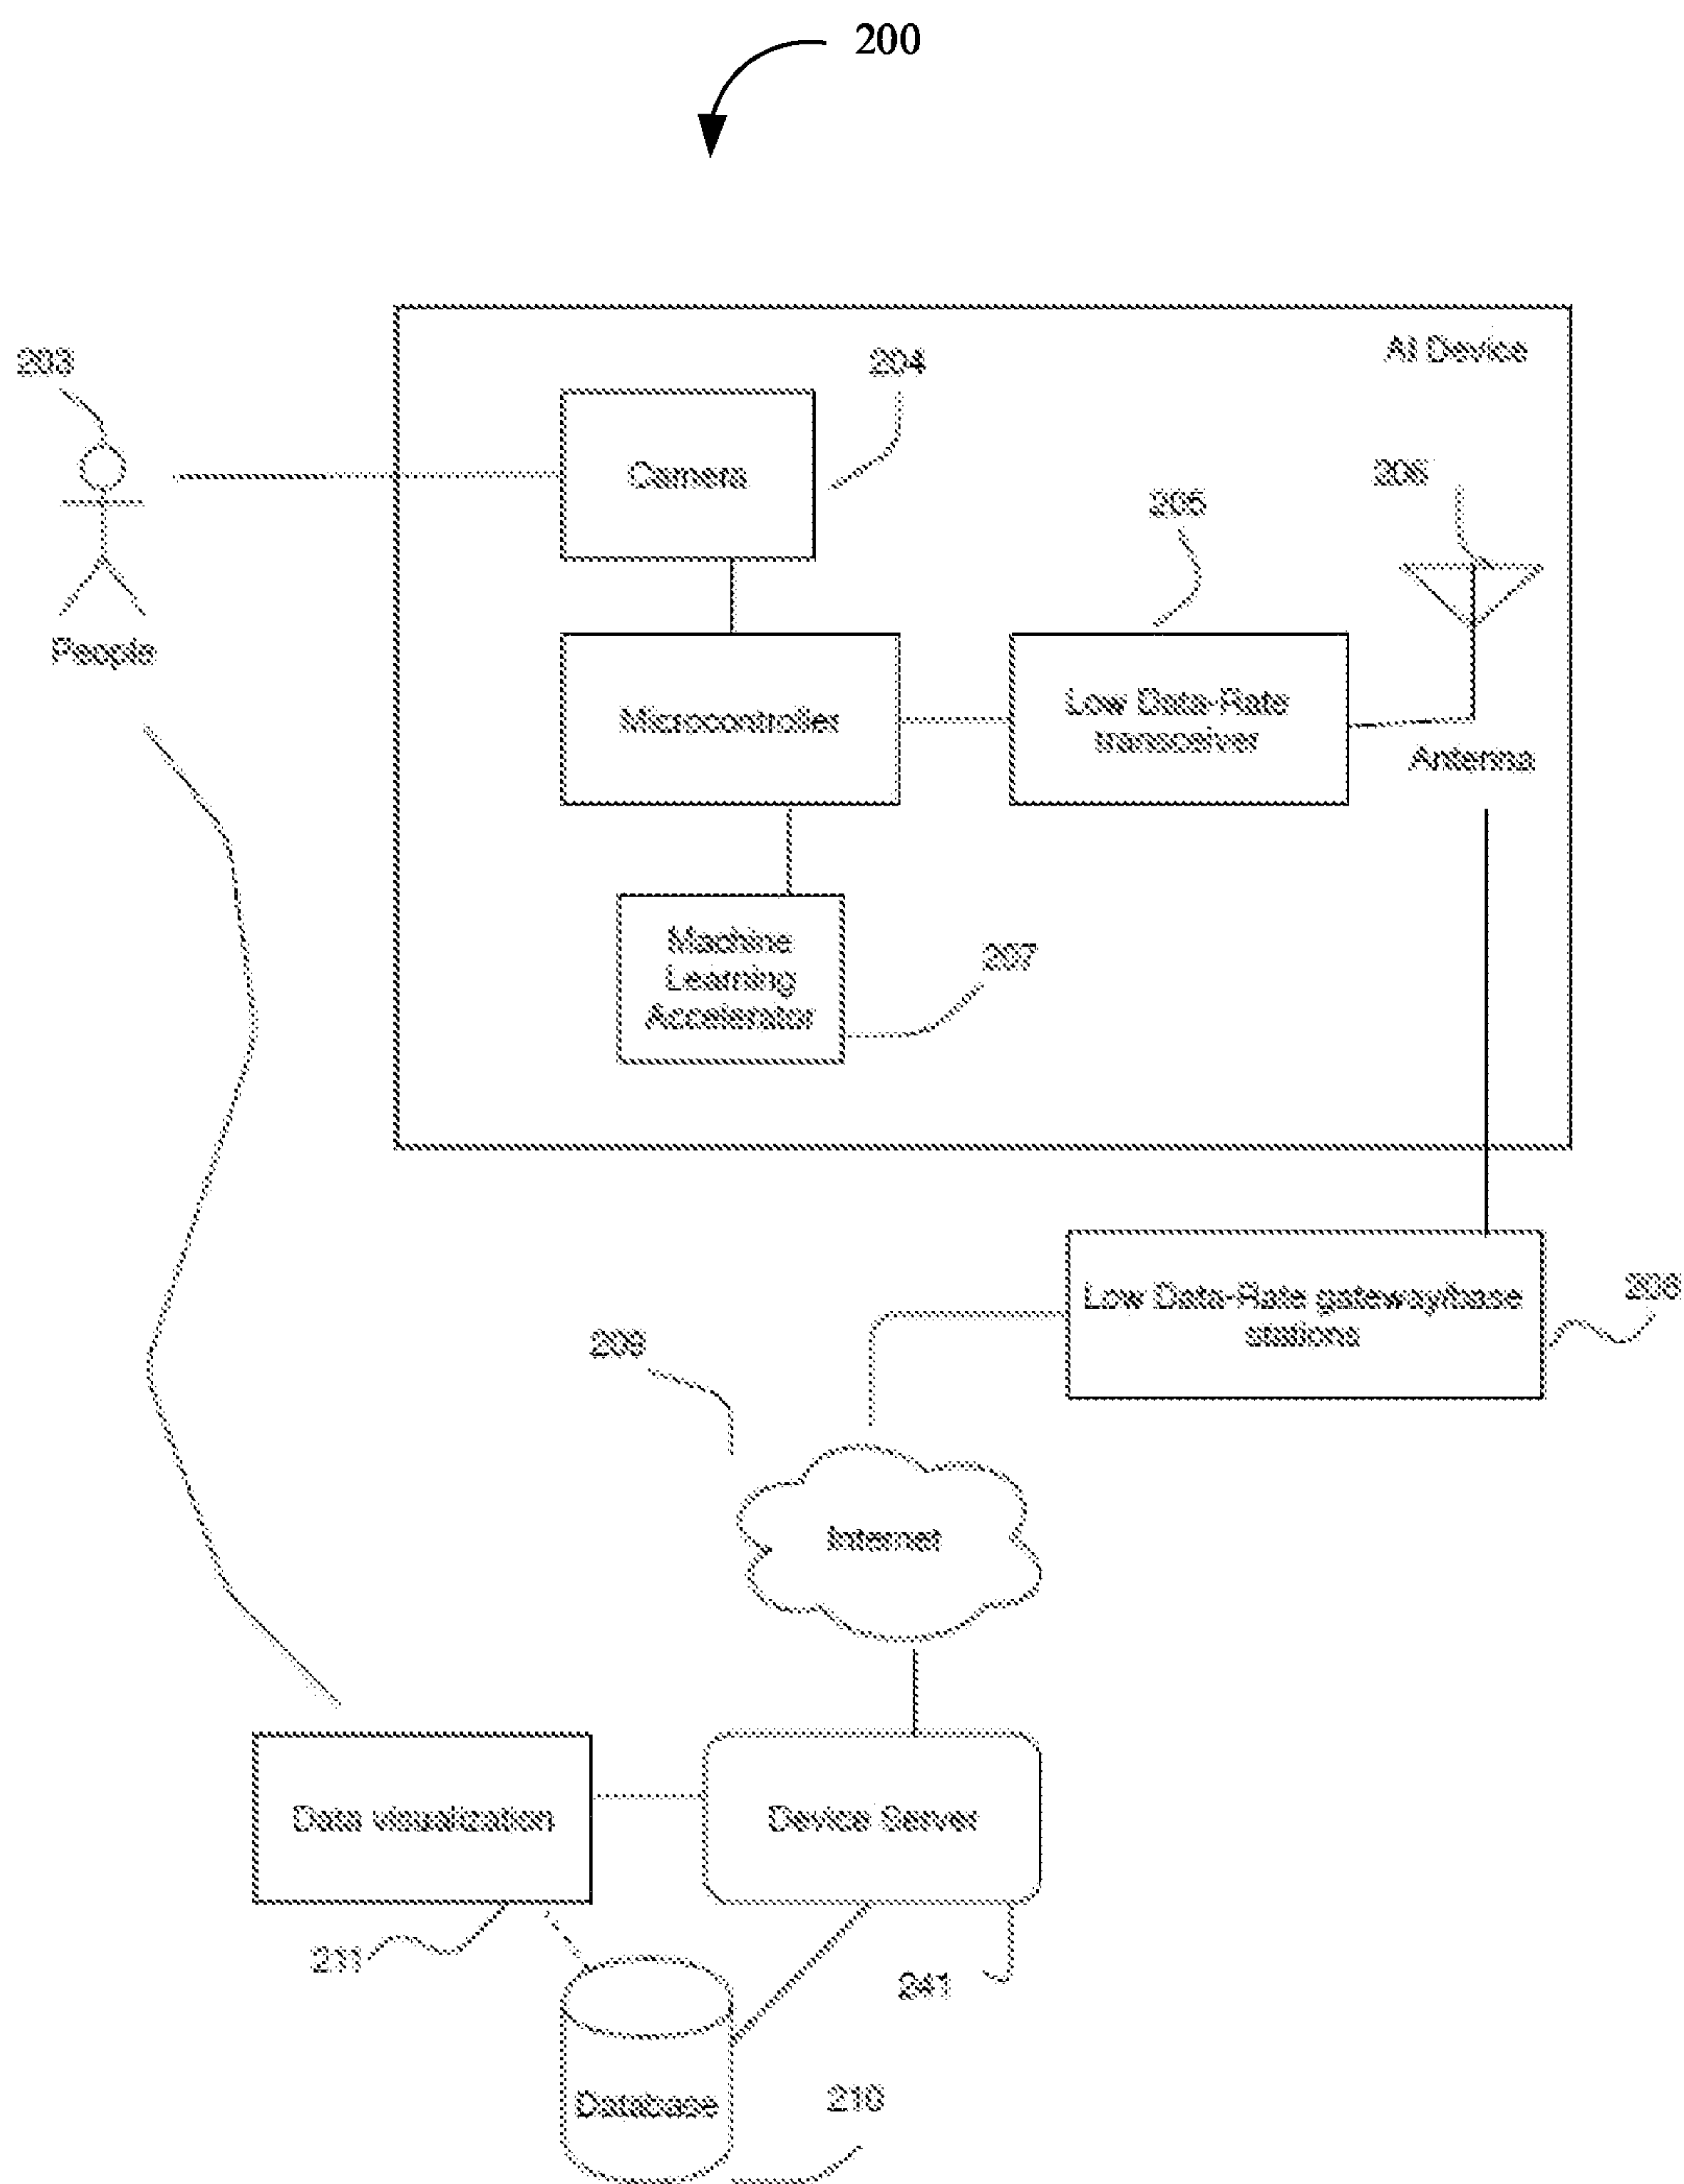 200
AI Device
203
204
Camera
206
205
People
Microcontroller
Low Data-Rate
transceiver
Antenna
Machine
Learning
Accelerator
207
Low Data-Rate gateway/base
stations
208
209
Internet
Data visualization
Device Server
211
241
Database
210